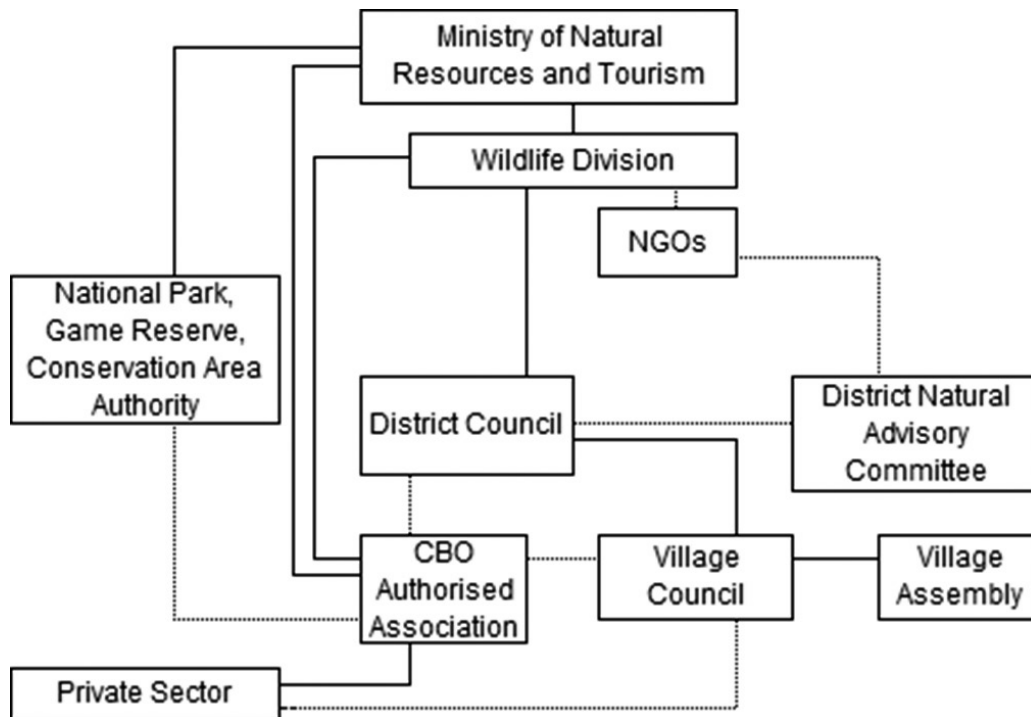 Ministry of Natural
Resources and Tourism
Wildlife Division
NGOs
National Park,
Game Reserve,
Conservation Area
Authority
District Council
District Natural
Advisory
Committee
CBO
Authorised
Association
Village
Council
Village
Assembly
Private Sector